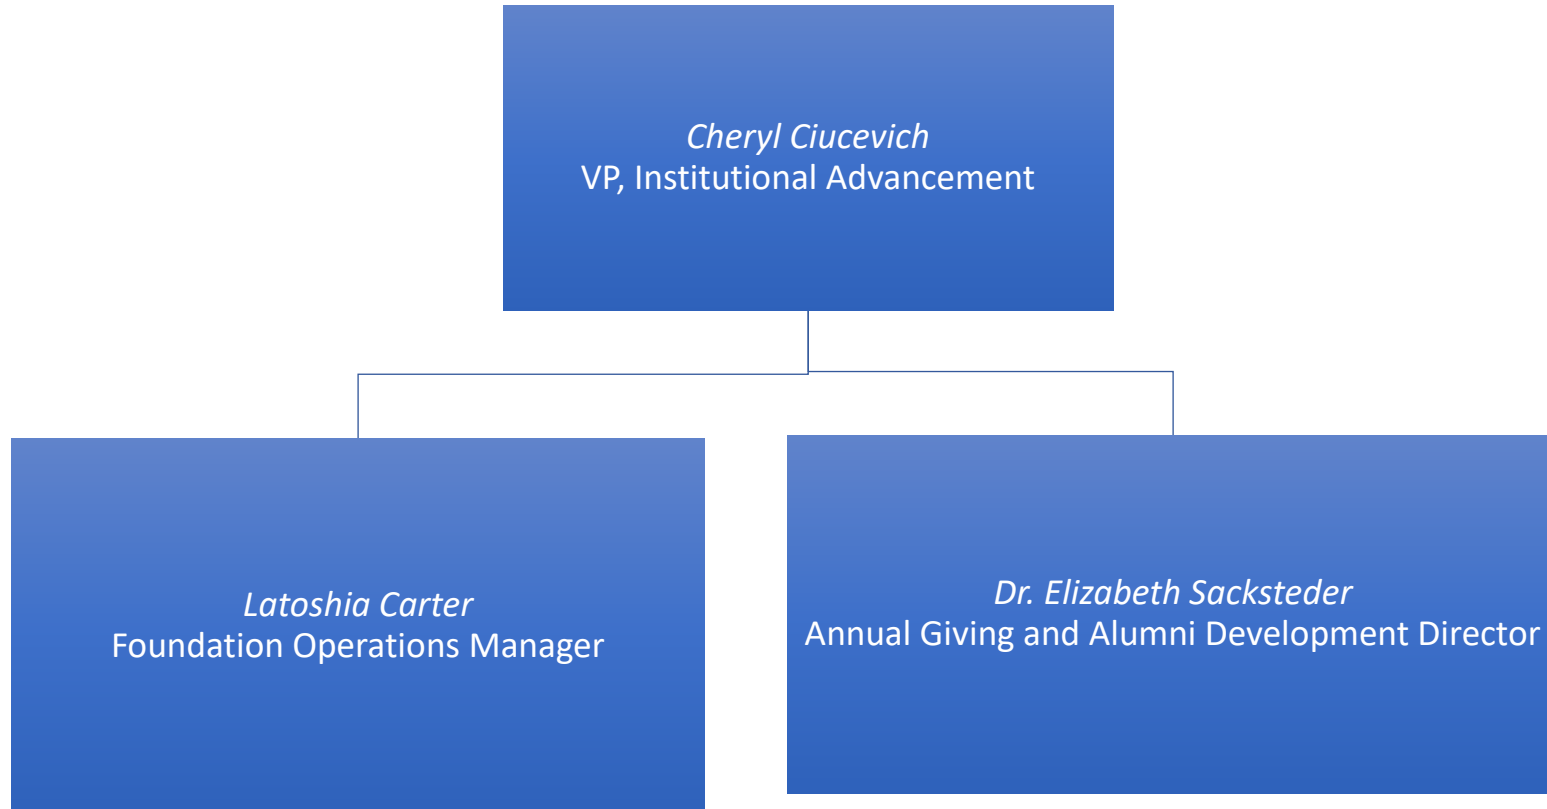 Cheryl Ciucevich
VP, Institutional Advancement
Latoshia Carter
Foundation Operations Manager
Dr. Elizabeth Sacksteder
Annual Giving and Alumni Development Director